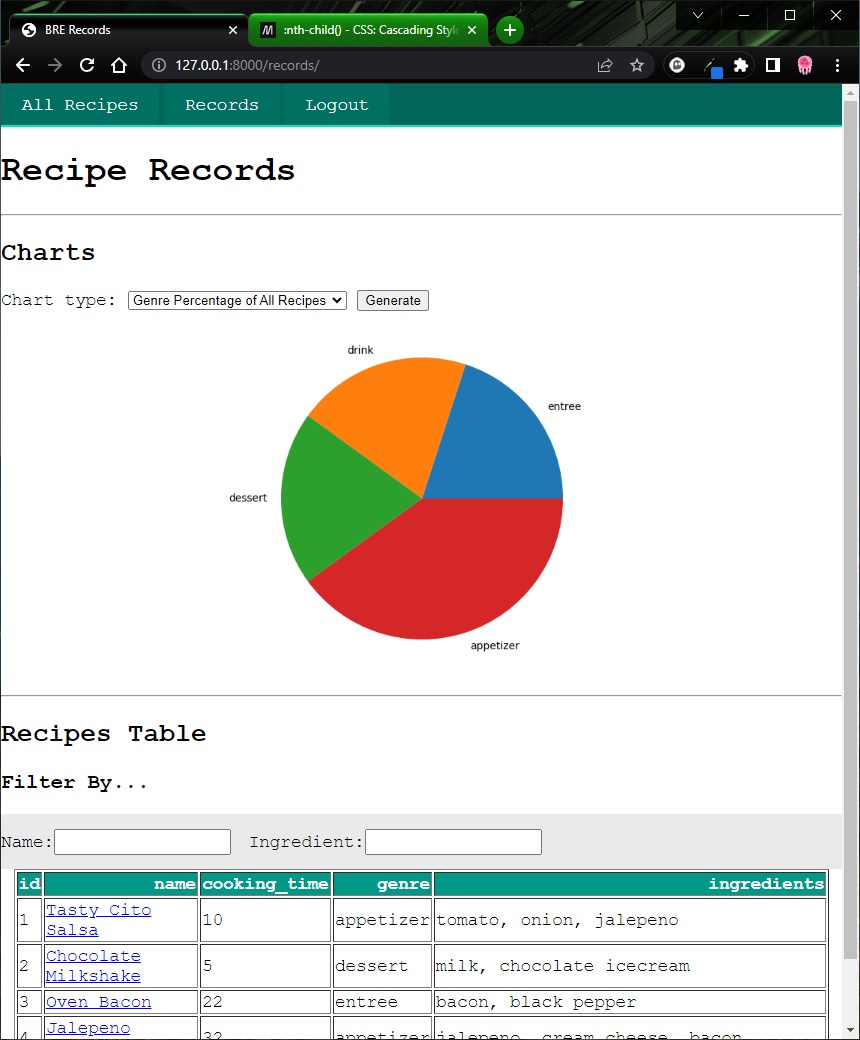 BRE Records
:nth-child() - CSS: Cascading Styl
127.0.0.1:8000/records/
All Recipes Records Logout
Recipe Records
Charts
Chart type: Genre Percentage of All Recipes Generate
drink
entree
dessert
appetizer
Recipes Table
Filter By...
Name: Ingredient:
id name cooking_time genre ingredients
1 Tasty Cito Salsa 10 appetizer tomato, onion, jalepeno
2 Chocolate Milkshake 5 dessert milk, chocolate icecream
3 Oven Bacon 22 entree bacon, black pepper
4 Jalepeno 32 appetizer jalepeno, cream cheese, bacon